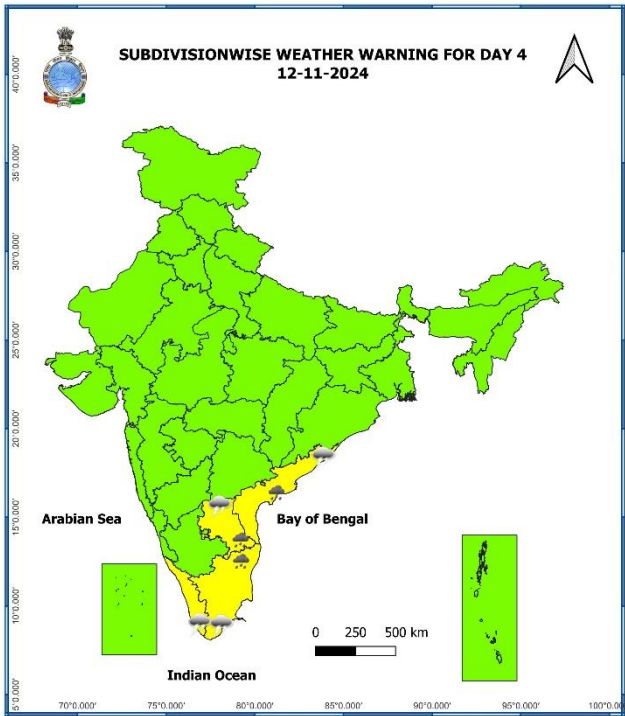 SUBDIVISIONWISE WEATHER WARNING FOR DAY 4
12-11-2024
40°0.000'
35°0.000'
30°0.000'
25°0.000'
20°0.000'
15°0.000'
10°0.000'
5°0.000'
Arabian Sea
Bay of Bengal
0 250 500 km
Indian Ocean
70°0.000' 75°0.000' 80°0.000' 85°0.000' 90°0.000' 95°0.000' 100°0.000'